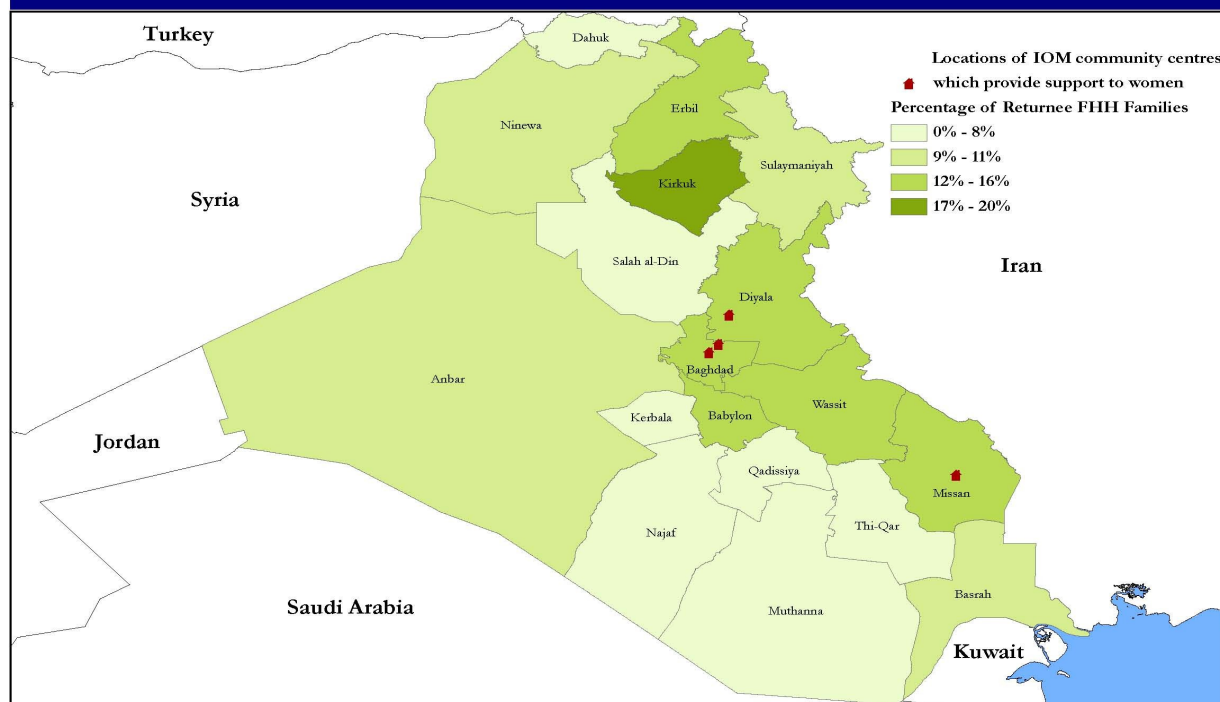 Turkey
Dahuk
Locations of IOM community centres
which provide support to women
Percentage of Returnee FHH Families
0% - 8%
9% - 11%
12% - 16%
17% - 20%
Erbil
Ninewa
Sulaymaniyah
Kirkuk
Syria
Salah al-Din
Iran
Diyala
Baghdad
Anbar
Wassit
Kerbala
Babylon
Jordan
Qadissiya
Missan
Najaf
Thi-Qar
Basrah
Saudi Arabia
Muthanna
Kuwait